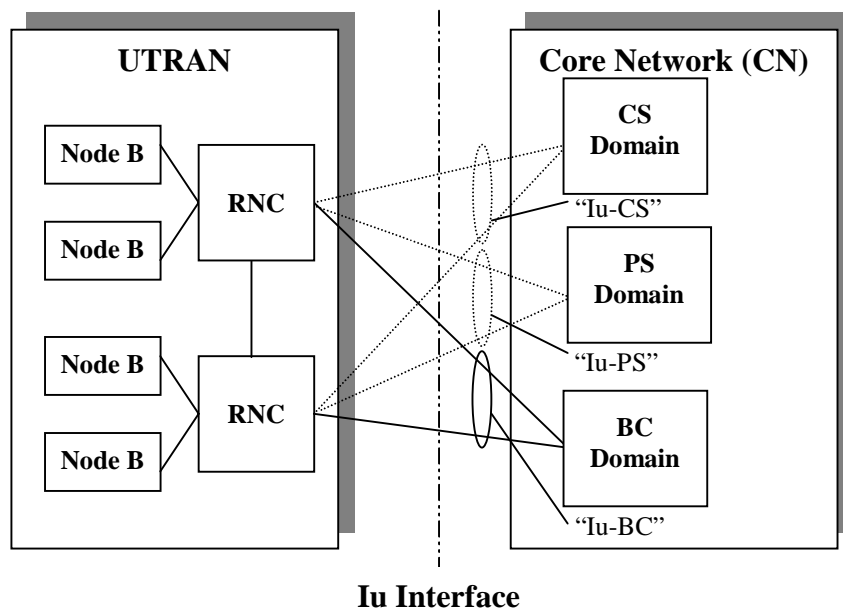 UTRAN
Node B
Node B
RNC
Node B
Node B
RNC
Core Network (CN)
CS
Domain
“Iu-CS”
PS
Domain
“Iu-PS”
BC
Domain
“Iu-BC”
Iu Interface